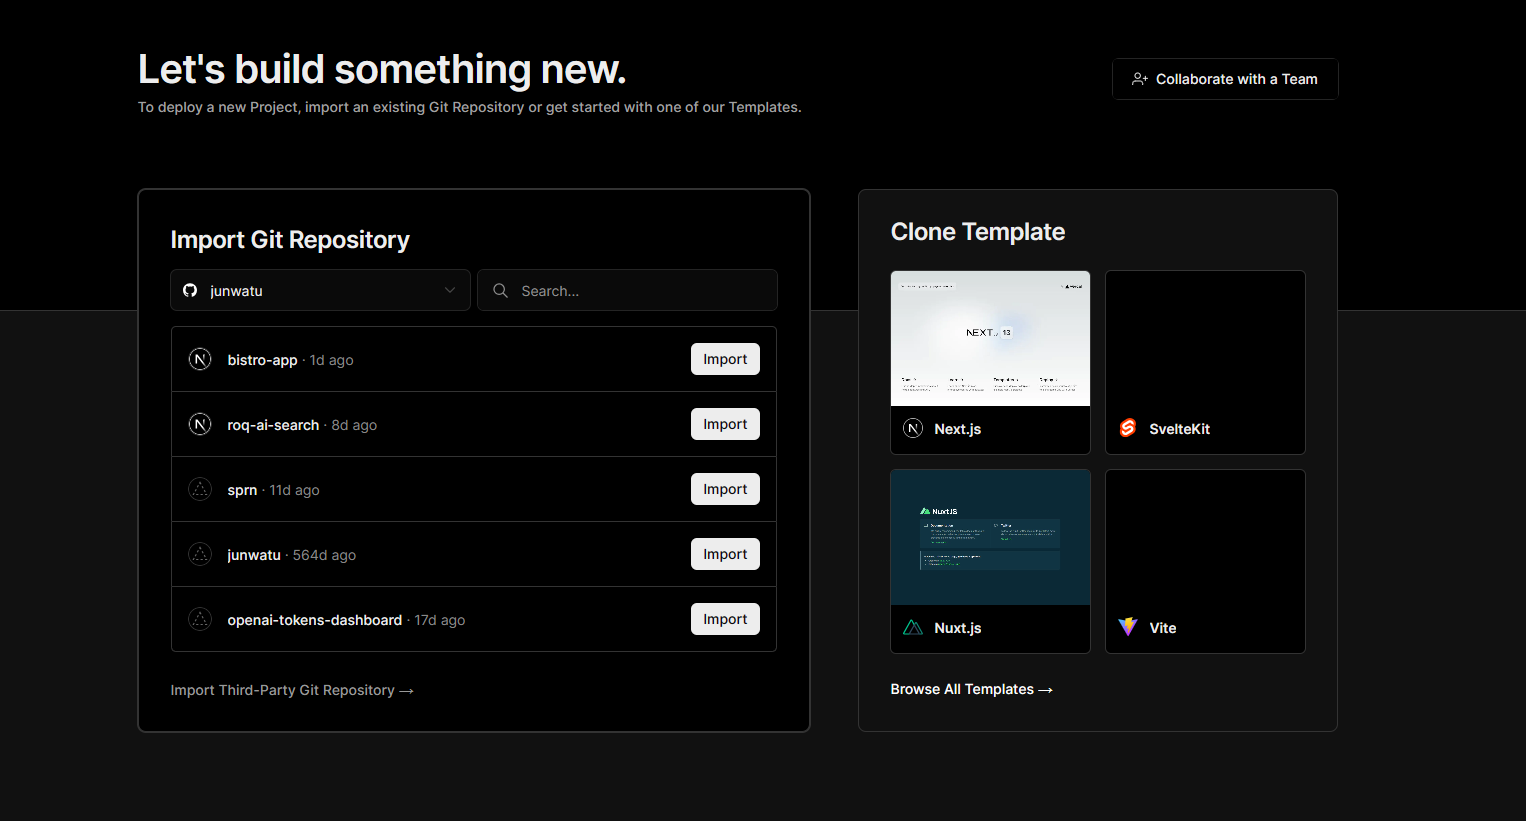 Let's build something new.
To deploy a new Project, import an existing Git Repository or get started with one of our Templates.
Collaborate with a Team
Import Git Repository
junwatu
Search...
bistro-app · 1d ago
Import
roq-ai-search · 8d ago
Import
sprn · 11d ago
Import
junwatu · 564d ago
Import
openai-tokens-dashboard · 17d ago
Import
Import Third-Party Git Repository →
Clone Template
NEXT.js 13
Next.js
SvelteKit
NuxtJS
Nuxt.js
Vite
Browse All Templates →